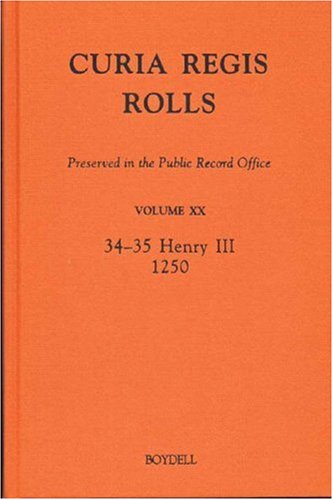 CURIA REGIS
ROLLS
Preserved in the Public Record Office
VOLUME XX
34–35 Henry III
1250
BOYDELL